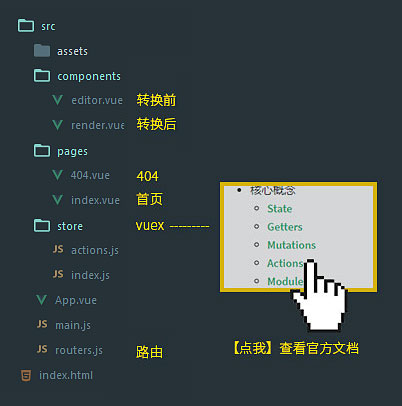 src
assets
components
editor.vue 转换前
render.vue 转换后
pages
404.vue 404
index.vue 首页
store vuex ---------
actions.js
index.js
App.vue
main.js
routers.js 路由
index.html
核心概念
State
Getters
Mutations
Actions
Module
【点我】查看官方文档